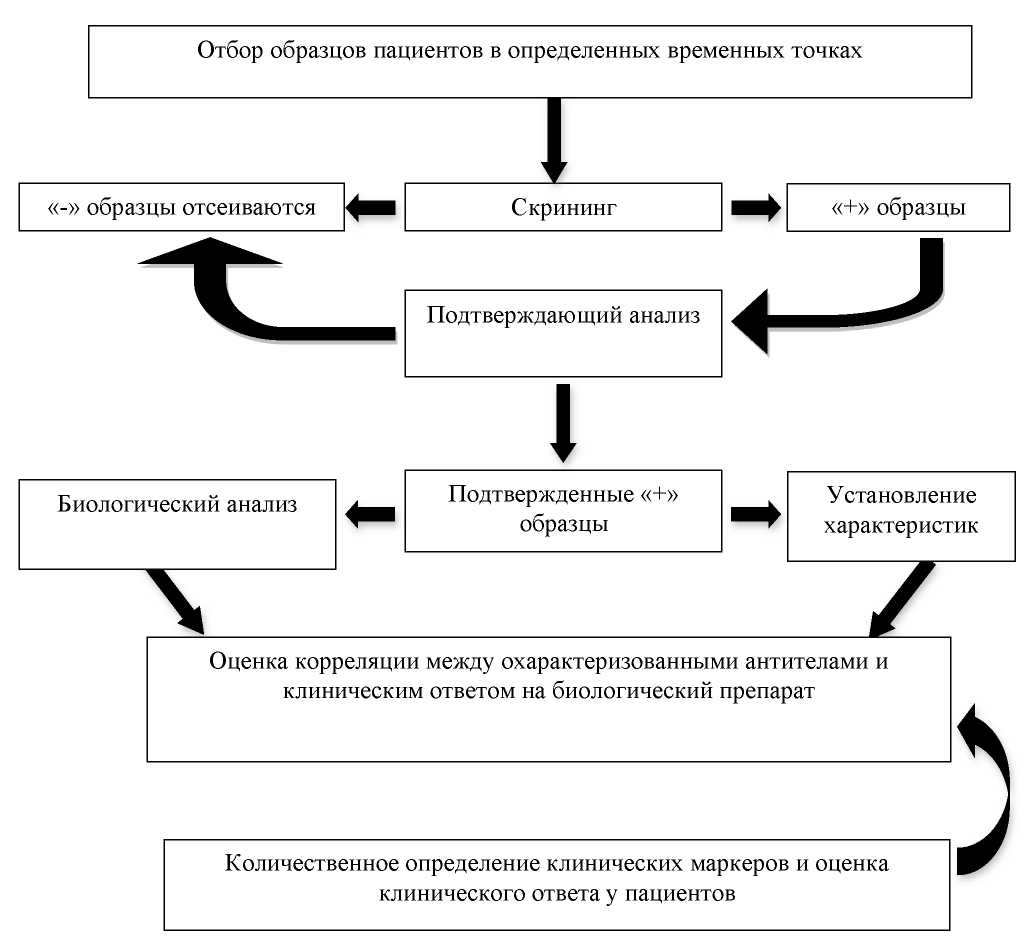 Отбор образцов пациентов в определенных временных точках
«-» образцы отсеиваются
Скрининг
«+» образцы
Подтверждающий анализ
Биологический анализ
Подтвержденные «+»
образцы
Установление
характеристик
Оценка корреляции между охарактеризованными антителами и
клиническим ответом на биологический препарат
Количественное определение клинических маркеров и оценка
клинического ответа у пациентов